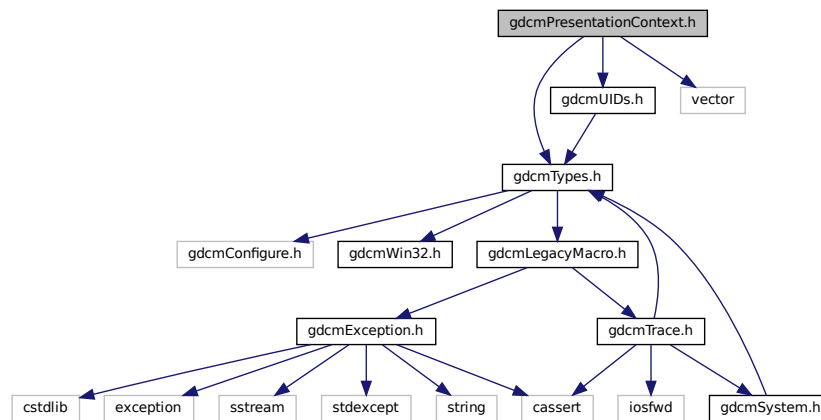 gdcmPresentationContext.h
gdcmUIDs.h
vector
gdcmTypes.h
gdcmConfigure.h
gdcmWin32.h
gdcmLegacyMacro.h
gdcmException.h
gdcmTrace.h
cstdlib
exception
sstream
stdexcept
string
cassert
iosfwd
gdcmSystem.h